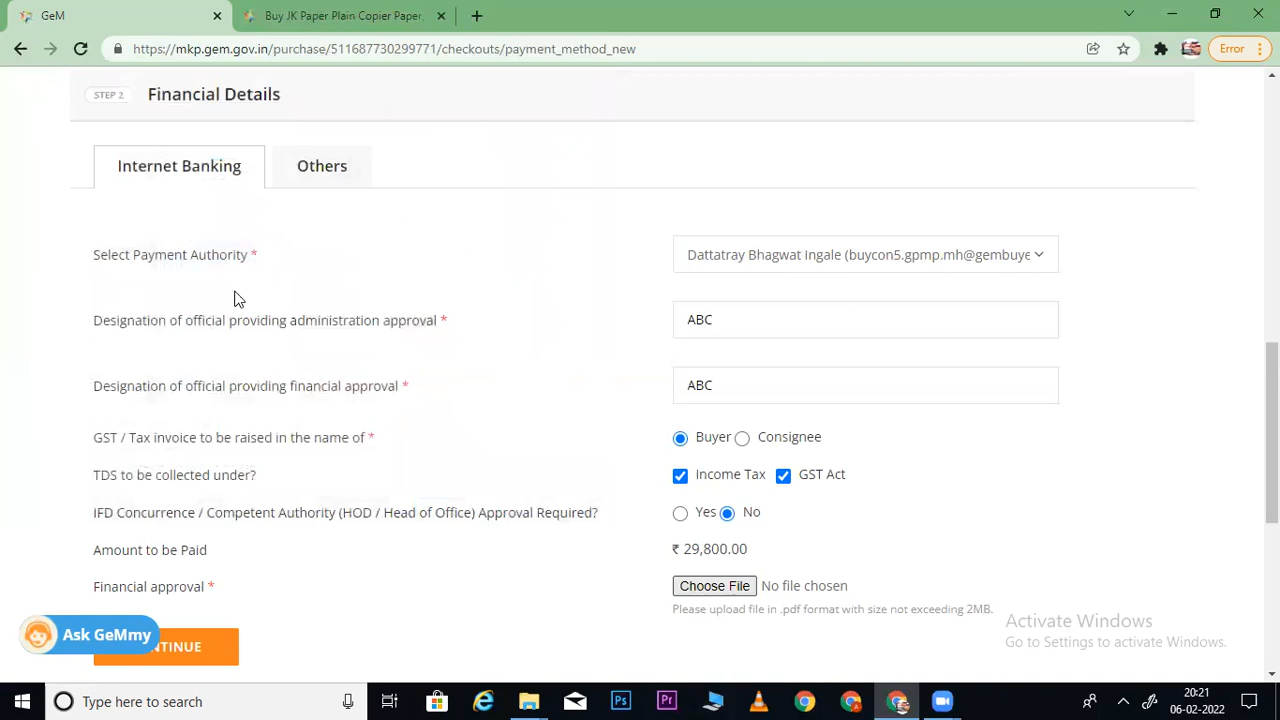 GeM
Buy JK Paper Plain Copier Paper,
https://mkp.gem.gov.in/purchase/511687730299771/checkouts/payment_method_new
Error
STEP 2
Financial Details
Internet Banking
Others
Select Payment Authority *
Dattatray Bhagwat Ingale (buycon5.gpmp.mh@gembuye
Designation of official providing administration approval *
ABC
Designation of official providing financial approval *
ABC
GST / Tax invoice to be raised in the name of *
Buyer Consignee
TDS to be collected under?
Income Tax GST Act
IFD Concurrence / Competent Authority (HOD / Head of Office) Approval Required?
Yes No
Amount to be Paid
₹ 29,800.00
Financial approval *
Choose File No file chosen
Please upload file in .pdf format with size not exceeding 2MB.
Activate Windows
Go to Settings to activate Windows.
Ask GeMmy
NTINUE
Type here to search
Ps
Pr
20:21
06-02-2022